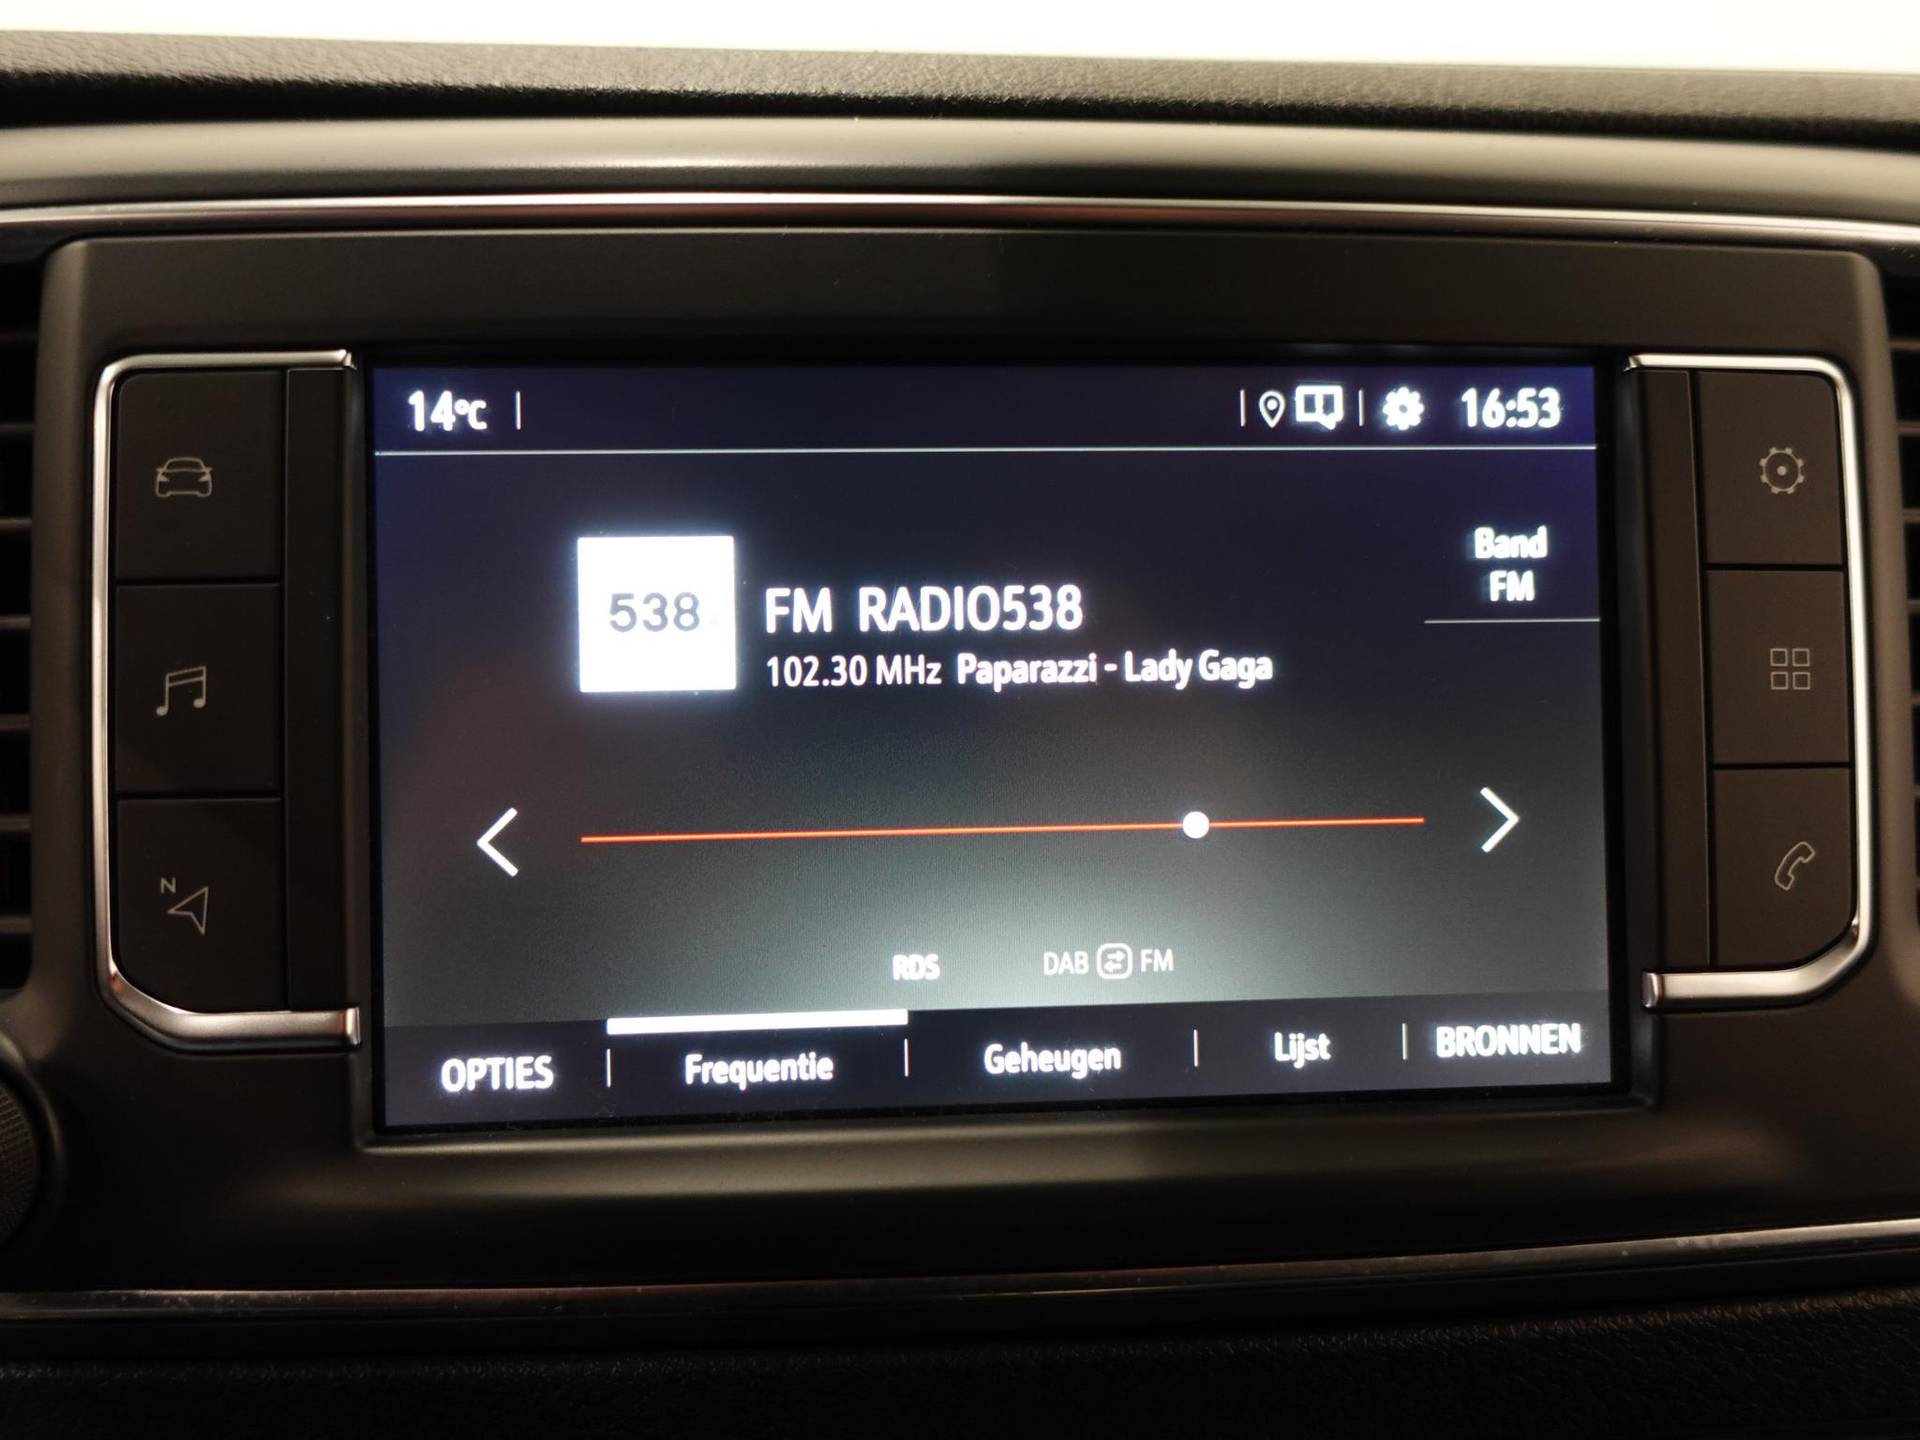 14°C
16:53
Band
FM
538
FM RADIO538
102.30 MHz Paparazzi - Lady Gaga
N
RDS
DAB FM
OPTIES
Frequentie
Geheugen
Lijst
BRONNEN